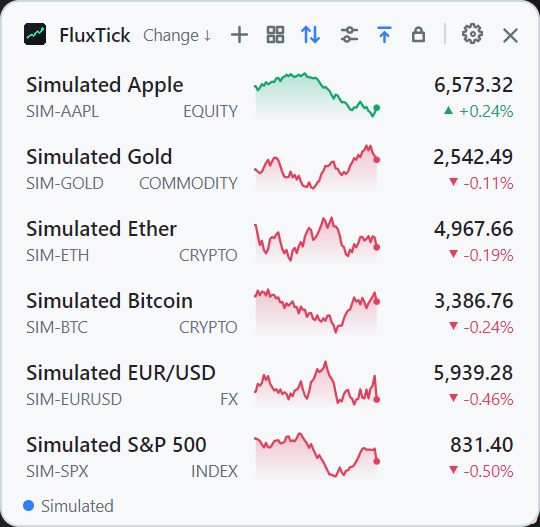 FluxTick Change ↓
Simulated Apple 6,573.32
SIM-AAPL EQUITY ▲ +0.24%
Simulated Gold 2,542.49
SIM-GOLD COMMODITY ▼ -0.11%
Simulated Ether 4,967.66
SIM-ETH CRYPTO ▼ -0.19%
Simulated Bitcoin 3,386.76
SIM-BTC CRYPTO ▼ -0.24%
Simulated EUR/USD 5,939.28
SIM-EURUSD FX ▼ -0.46%
Simulated S&P 500 831.40
SIM-SPX INDEX ▼ -0.50%
Simulated